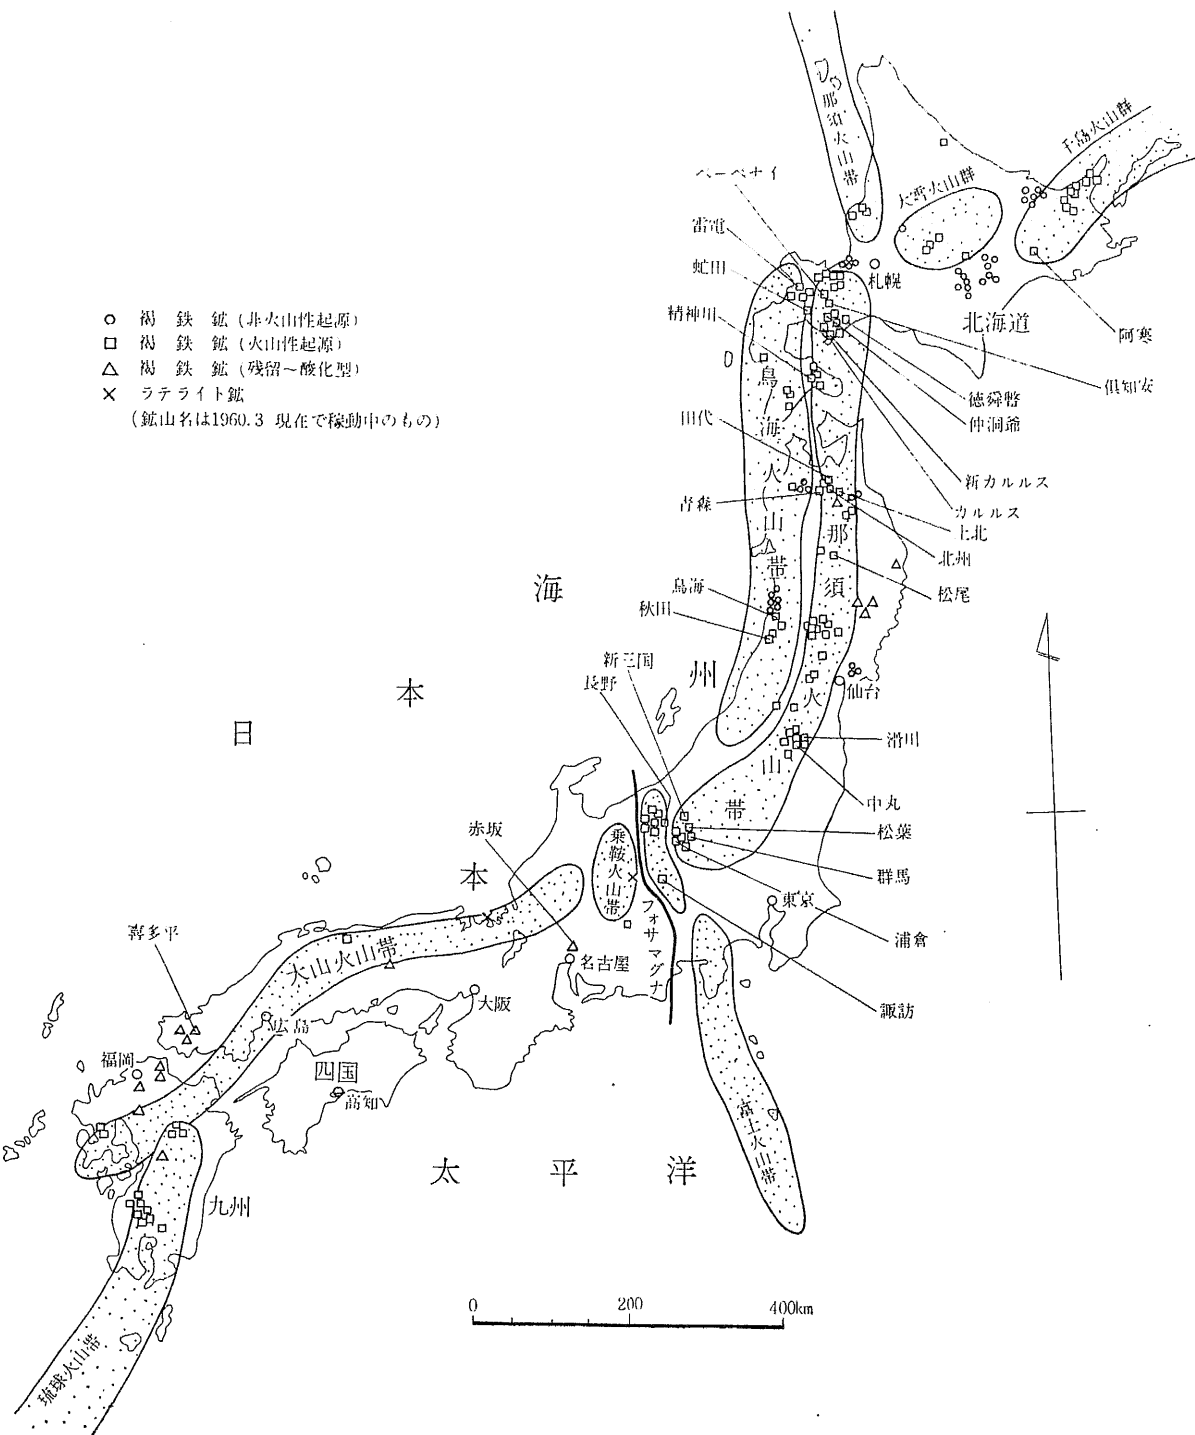 那須火山帯
千島火山群
大雪火山群
ペーペナイ
雷電
虻田
精神川
札幌
北海道
阿寒
倶知安
徳舜瞥
仲洞爺
新カルルス
カルルス
上北
北州
松尾
田代
青森
鳥海
秋田
新三国
長野
○ 褐鉄鉱(非火山性起源)
□ 褐鉄鉱(火山性起源)
△ 褐鉄鉱(残留~酸化型)
× ラテライト鉱
(鉱山名は1960.3 現在で稼動中のもの)
鳥海火山帯
那須火山帯
日本海
本州
仙台
滑川
中丸
松葉
群馬
東京
浦倉
諏訪
赤坂
乗鞍火山帯
フォサマグナ
名古屋
大阪
喜多平
大山火山帯
広島
福岡
四国
高知
九州
太平洋
富士火山帯
琉球火山帯
0 200 400km